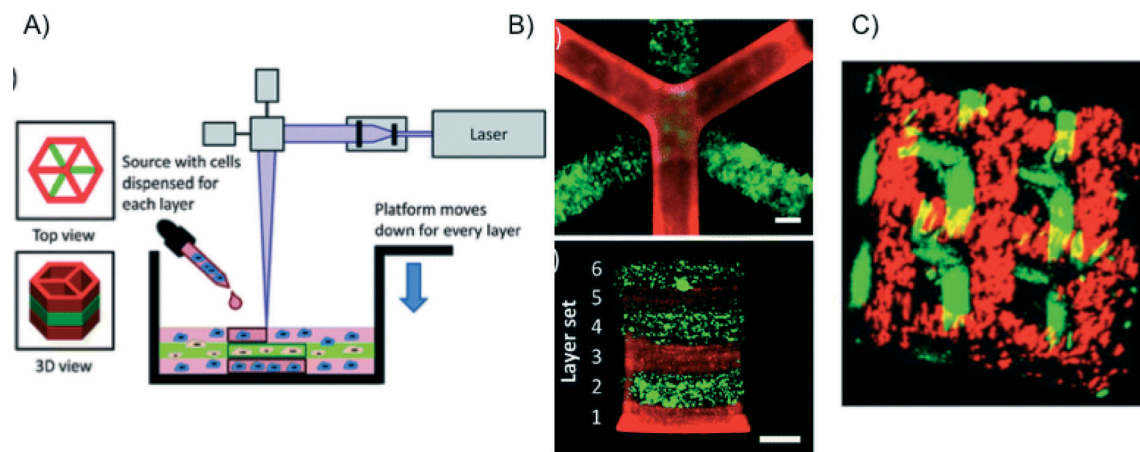 A)
B)
C)
)
Laser
Source with cells
dispensed for
each layer
Top view
Platform moves
down for every layer
3D view
)
)
6
5
4
3
2
1
Layer set